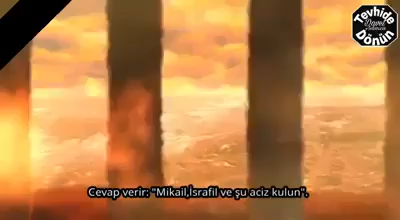 Tevhide
Davet
Dönün
Cevap verir: "Mikail,İsrafil ve şu aciz kulun".